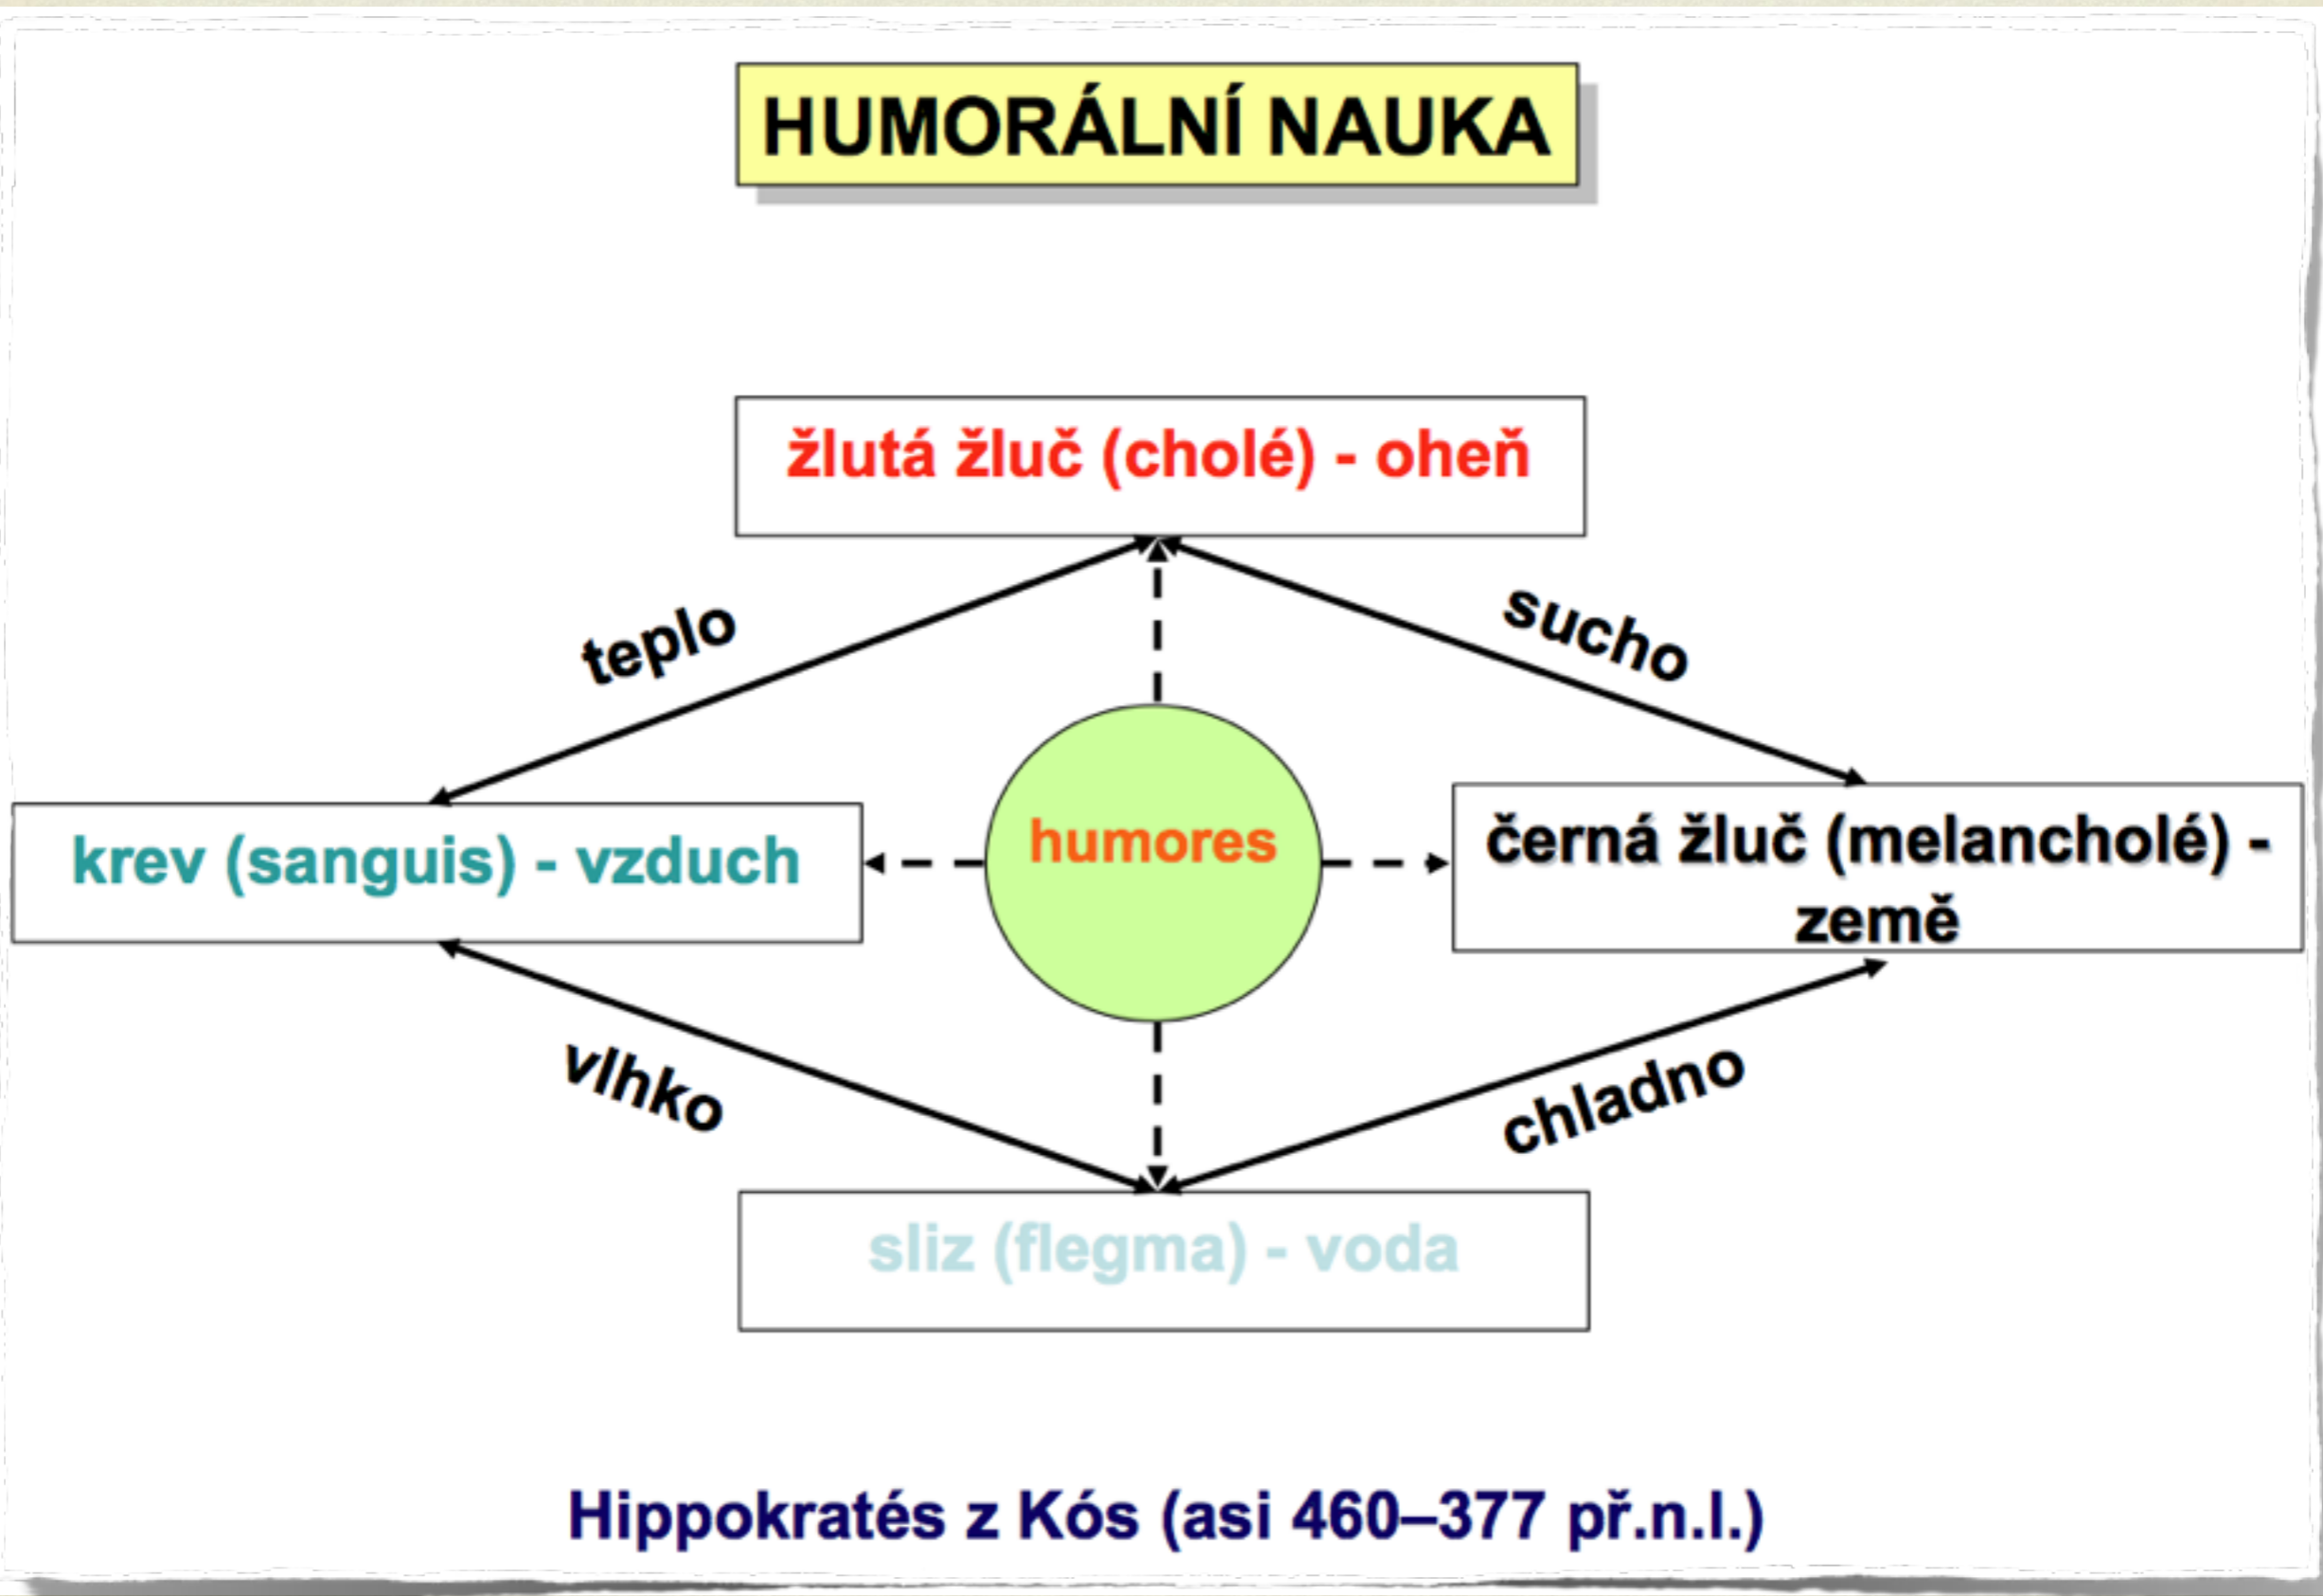 HUMORÁLNÍ NAUKA
žlutá žluč (cholé) - oheň
teplo
sucho
krev (sanguis) - vzduch
humores
černá žluč (melancholé) -
země
vlhko
chladno
sliz (flegma) - voda
Hippokratés z Kós (asi 460–377 př.n.l.)